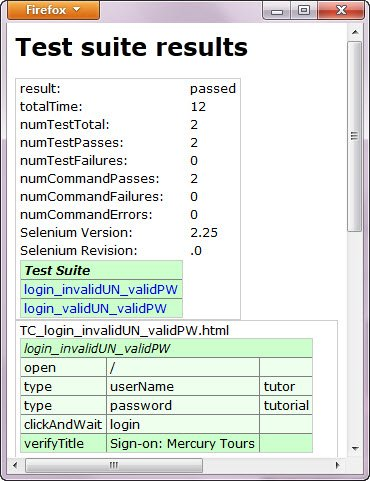 Firefox
Test suite results
result: passed
totalTime: 12
numTestTotal: 2
numTestPasses: 2
numTestFailures: 0
numCommandPasses: 2
numCommandFailures: 0
numCommandErrors: 0
Selenium Version: 2.25
Selenium Revision: .0
Test Suite
login_invalidUN_validPW
login_validUN_validPW
TC_login_invalidUN_validPW.html
login_invalidUN_validPW
open /
type userName tutor
type password tutorial
clickAndWait login
verifyTitle Sign-on: Mercury Tours